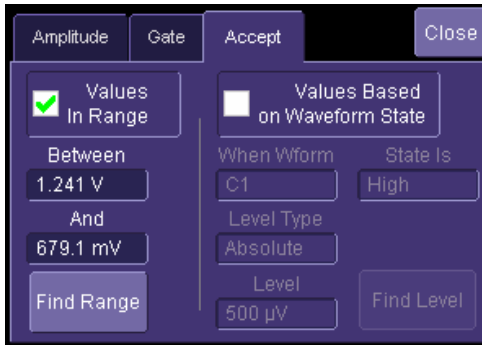 Amplitude
Gate
Accept
Close
Values
In Range
Between
1.241 V
And
679.1 mV
Find Range
Values Based
on Waveform State
When Wform
State Is
C1
High
Level Type
Absolute
Level
500 µV
Find Level